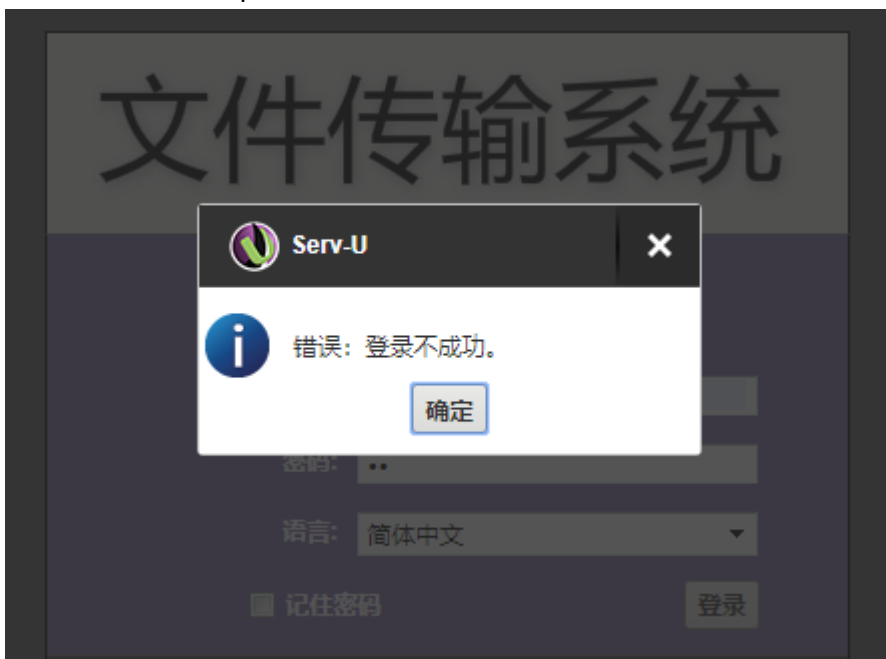 文件传输系统
Serv-U
错误：登录不成功。
确定
密码:
语言: 简体中文
记住密码 登录